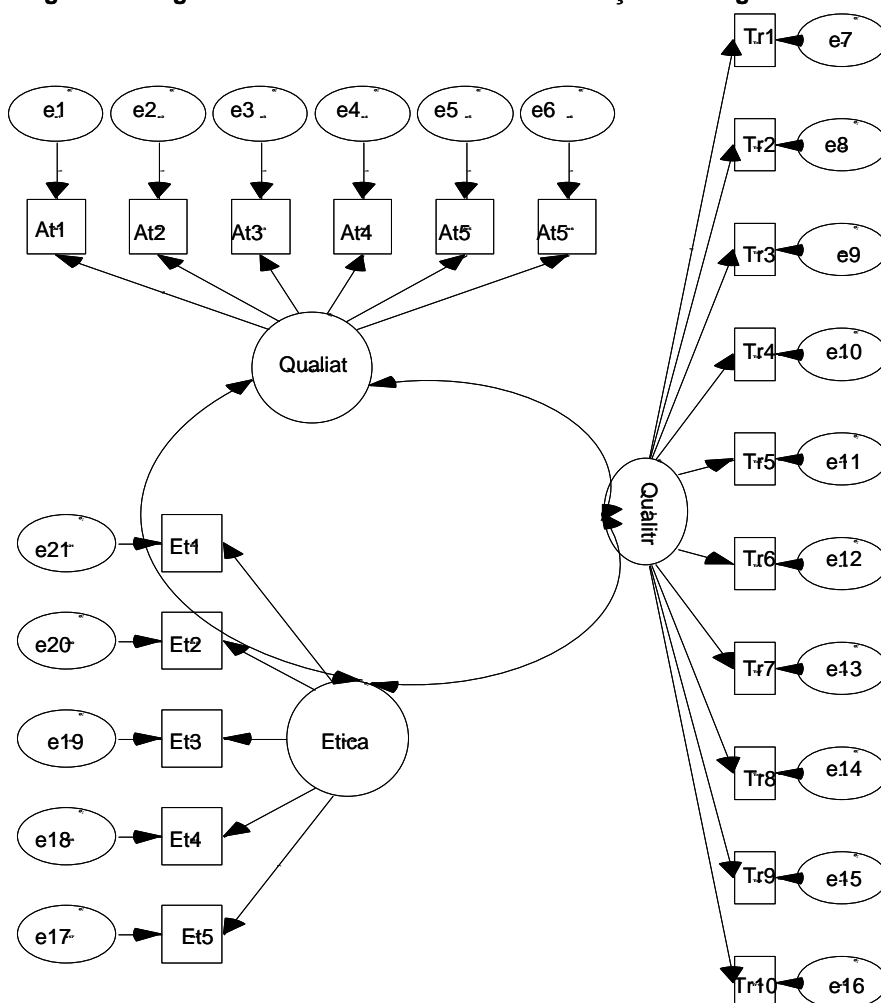 e1 e2 e3 e4 e5 e6
At1 At2 At3 At4 At5 At5
Qualiat
Tr1 e7
Tr2 e8
Tr3 e9
Tr4 e10
Tr5 e11
Tr6 e12
Tr7 e13
Tr8 e14
Tr9 e15
Tr10 e16
Qualitr
e21 Et1
e20 Et2
e19 Et3
e18 Et4
e17 Et5
Etica